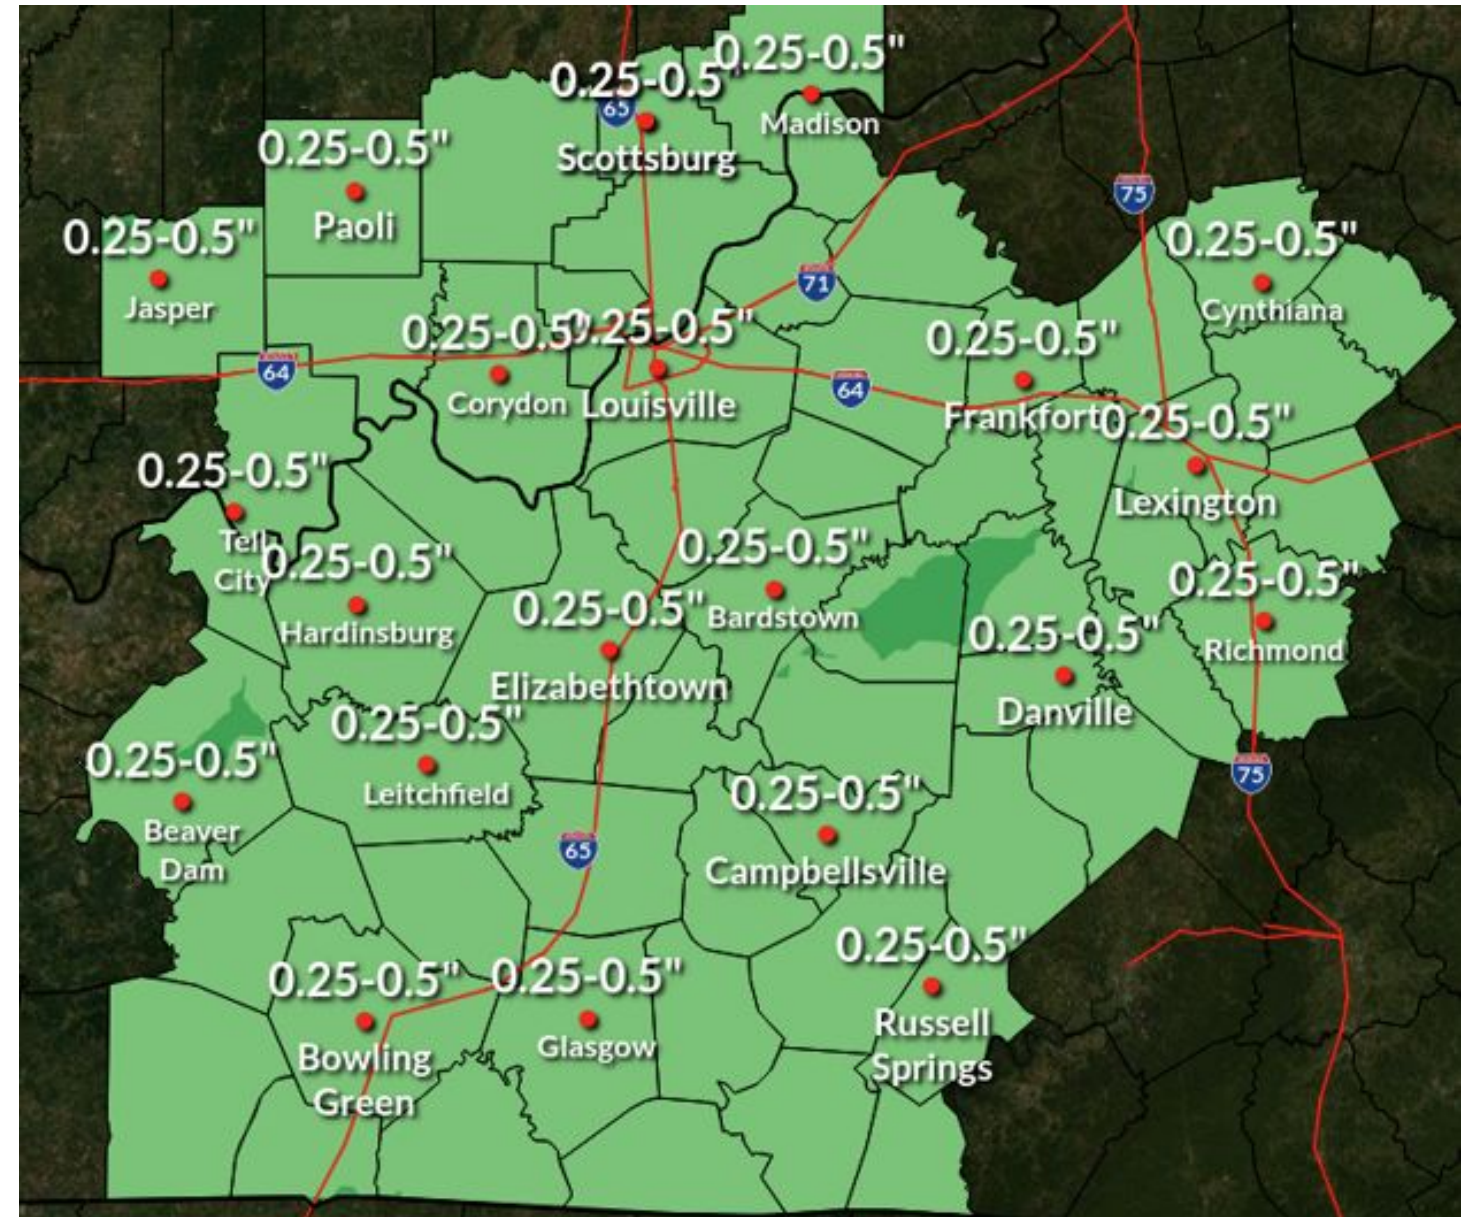 0.25-0.5"
Madison
0.25-0.5"
65
Scottsburg
0.25-0.5"
Paoli
75
0.25-0.5"
Jasper
0.25-0.5"
Cynthiana
71
0.25-0.5"
Corydon
0.25-0.5"
Louisville
64
64
0.25-0.5"
Frankfort
0.25-0.5"
Lexington
0.25-0.5"
Tell
City
0.25-0.5"
Hardinsburg
0.25-0.5"
Bardstown
0.25-0.5"
Richmond
0.25-0.5"
Elizabethtown
0.25-0.5"
Danville
0.25-0.5"
Leitchfield
0.25-0.5"
Beaver
Dam
75
0.25-0.5"
Campbellsville
65
0.25-0.5"
Russell
Springs
0.25-0.5"
Bowling
Green
0.25-0.5"
Glasgow